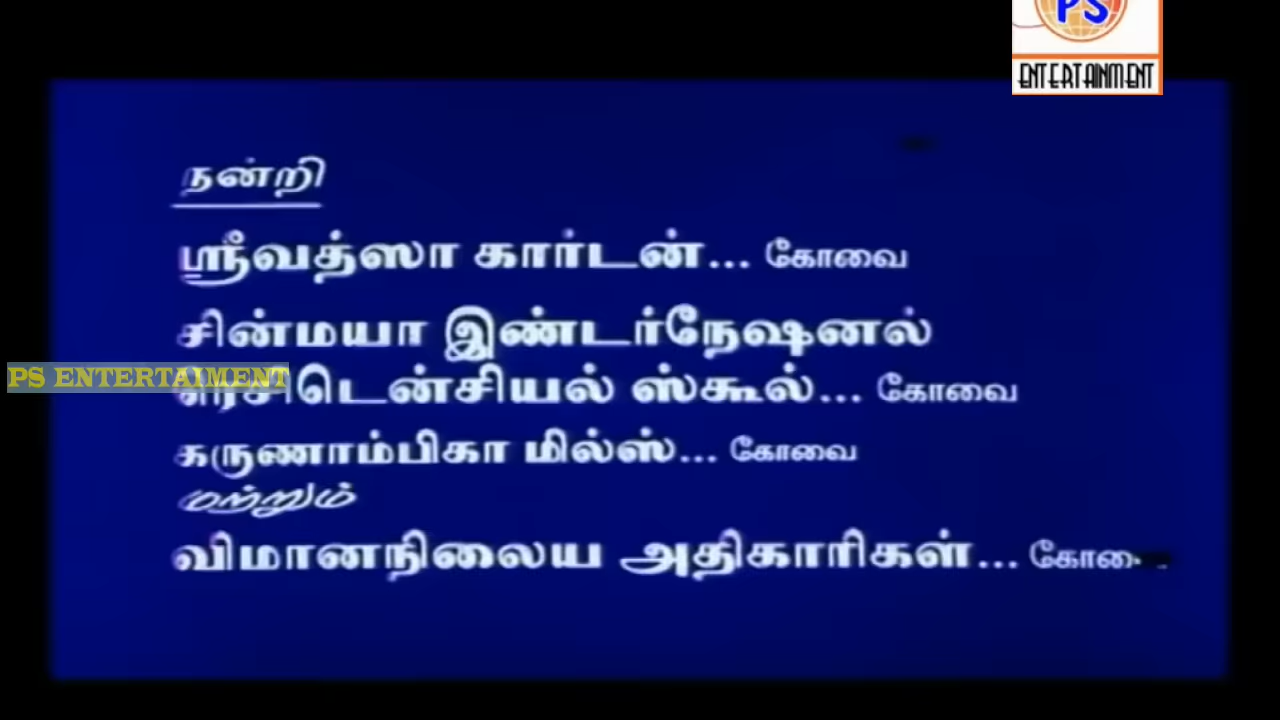 PS
ENTERTAINMENT
நன்றி
ஸ்ரீவத்ஸா கார்டன்... கோவை
சின்மயா இண்டர்நேஷனல்
PS ENTERTAIMENT
ரெசிடென்சியல் ஸ்கூல்... கோவை
கருணாம்பிகா மில்ஸ்... கோவை
மற்றும்
விமானநிலைய அதிகாரிகள்...